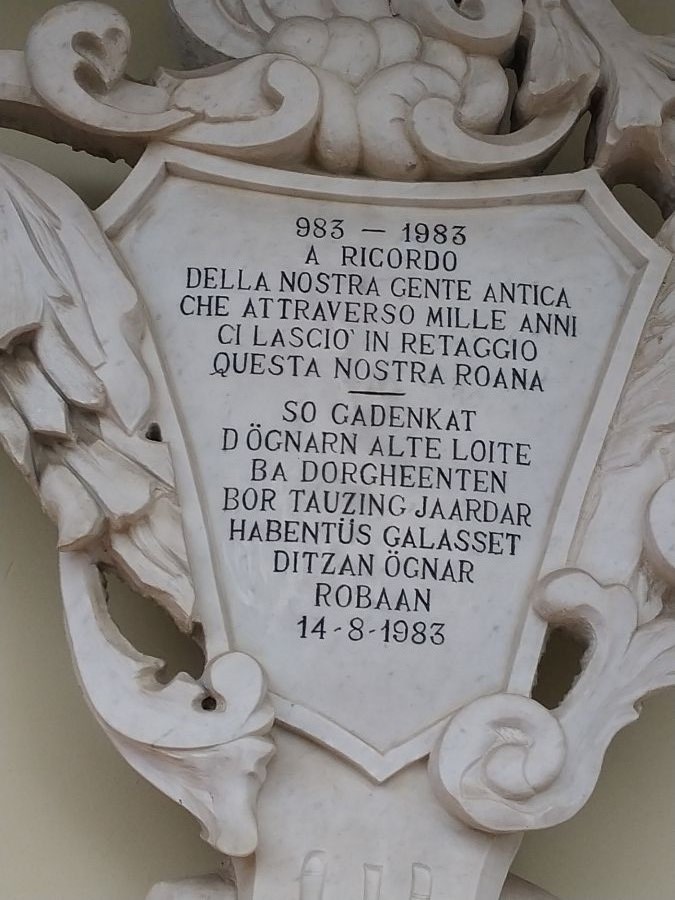 983 – 1983
A RICORDO
DELLA NOSTRA GENTE ANTICA
CHE ATTRAVERSO MILLE ANNI
CI LASCIO' IN RETAGGIO
QUESTA NOSTRA ROANA
SO GADENKAT
D ÖGNARN ALTE LOITE
BA DORGHEENTEN
BOR TAUZING JAARDAR
HABENTÜS GALASSET
DITZAN ÖGNAR
ROBAAN
14-8-1983